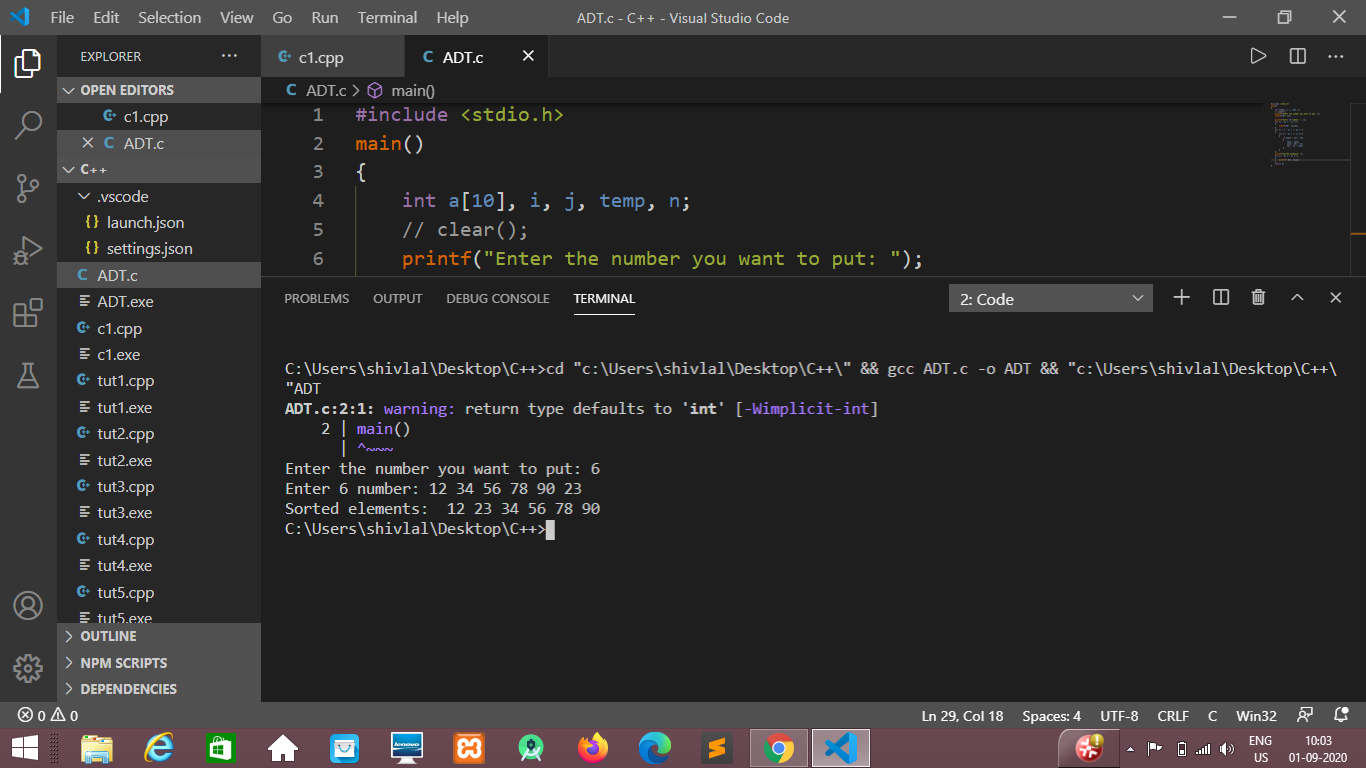 File Edit Selection View Go Run Terminal Help
ADT.c - C++ - Visual Studio Code
EXPLORER
OPEN EDITORS
c1.cpp
ADT.c
C++
.vscode
launch.json
settings.json
ADT.c
ADT.exe
c1.cpp
c1.exe
tut1.cpp
tut1.exe
tut2.cpp
tut2.exe
tut3.cpp
tut3.exe
tut4.cpp
tut4.exe
tut5.cpp
tut5.exe
OUTLINE
NPM SCRIPTS
DEPENDENCIES
c1.cpp
C ADT.c
C ADT.c > main()
1 #include <stdio.h>
2 main()
3 {
4 int a[10], i, j, temp, n;
5 // clear();
6 printf("Enter the number you want to put: ");
PROBLEMS OUTPUT DEBUG CONSOLE TERMINAL
2: Code
C:\Users\shivlal\Desktop\C++>cd "c:\Users\shivlal\Desktop\C++\" && gcc ADT.c -o ADT && "c:\Users\shivlal\Desktop\C++\
"ADT
ADT.c:2:1: warning: return type defaults to 'int' [-Wimplicit-int]
2 | main()
| ^~~~
Enter the number you want to put: 6
Enter 6 number: 12 34 56 78 90 23
Sorted elements:  12 23 34 56 78 90
C:\Users\shivlal\Desktop\C++>
0 0
Ln 29, Col 18 Spaces: 4 UTF-8 CRLF C Win32
lenovo
ENG
US
10:03
01-09-2020